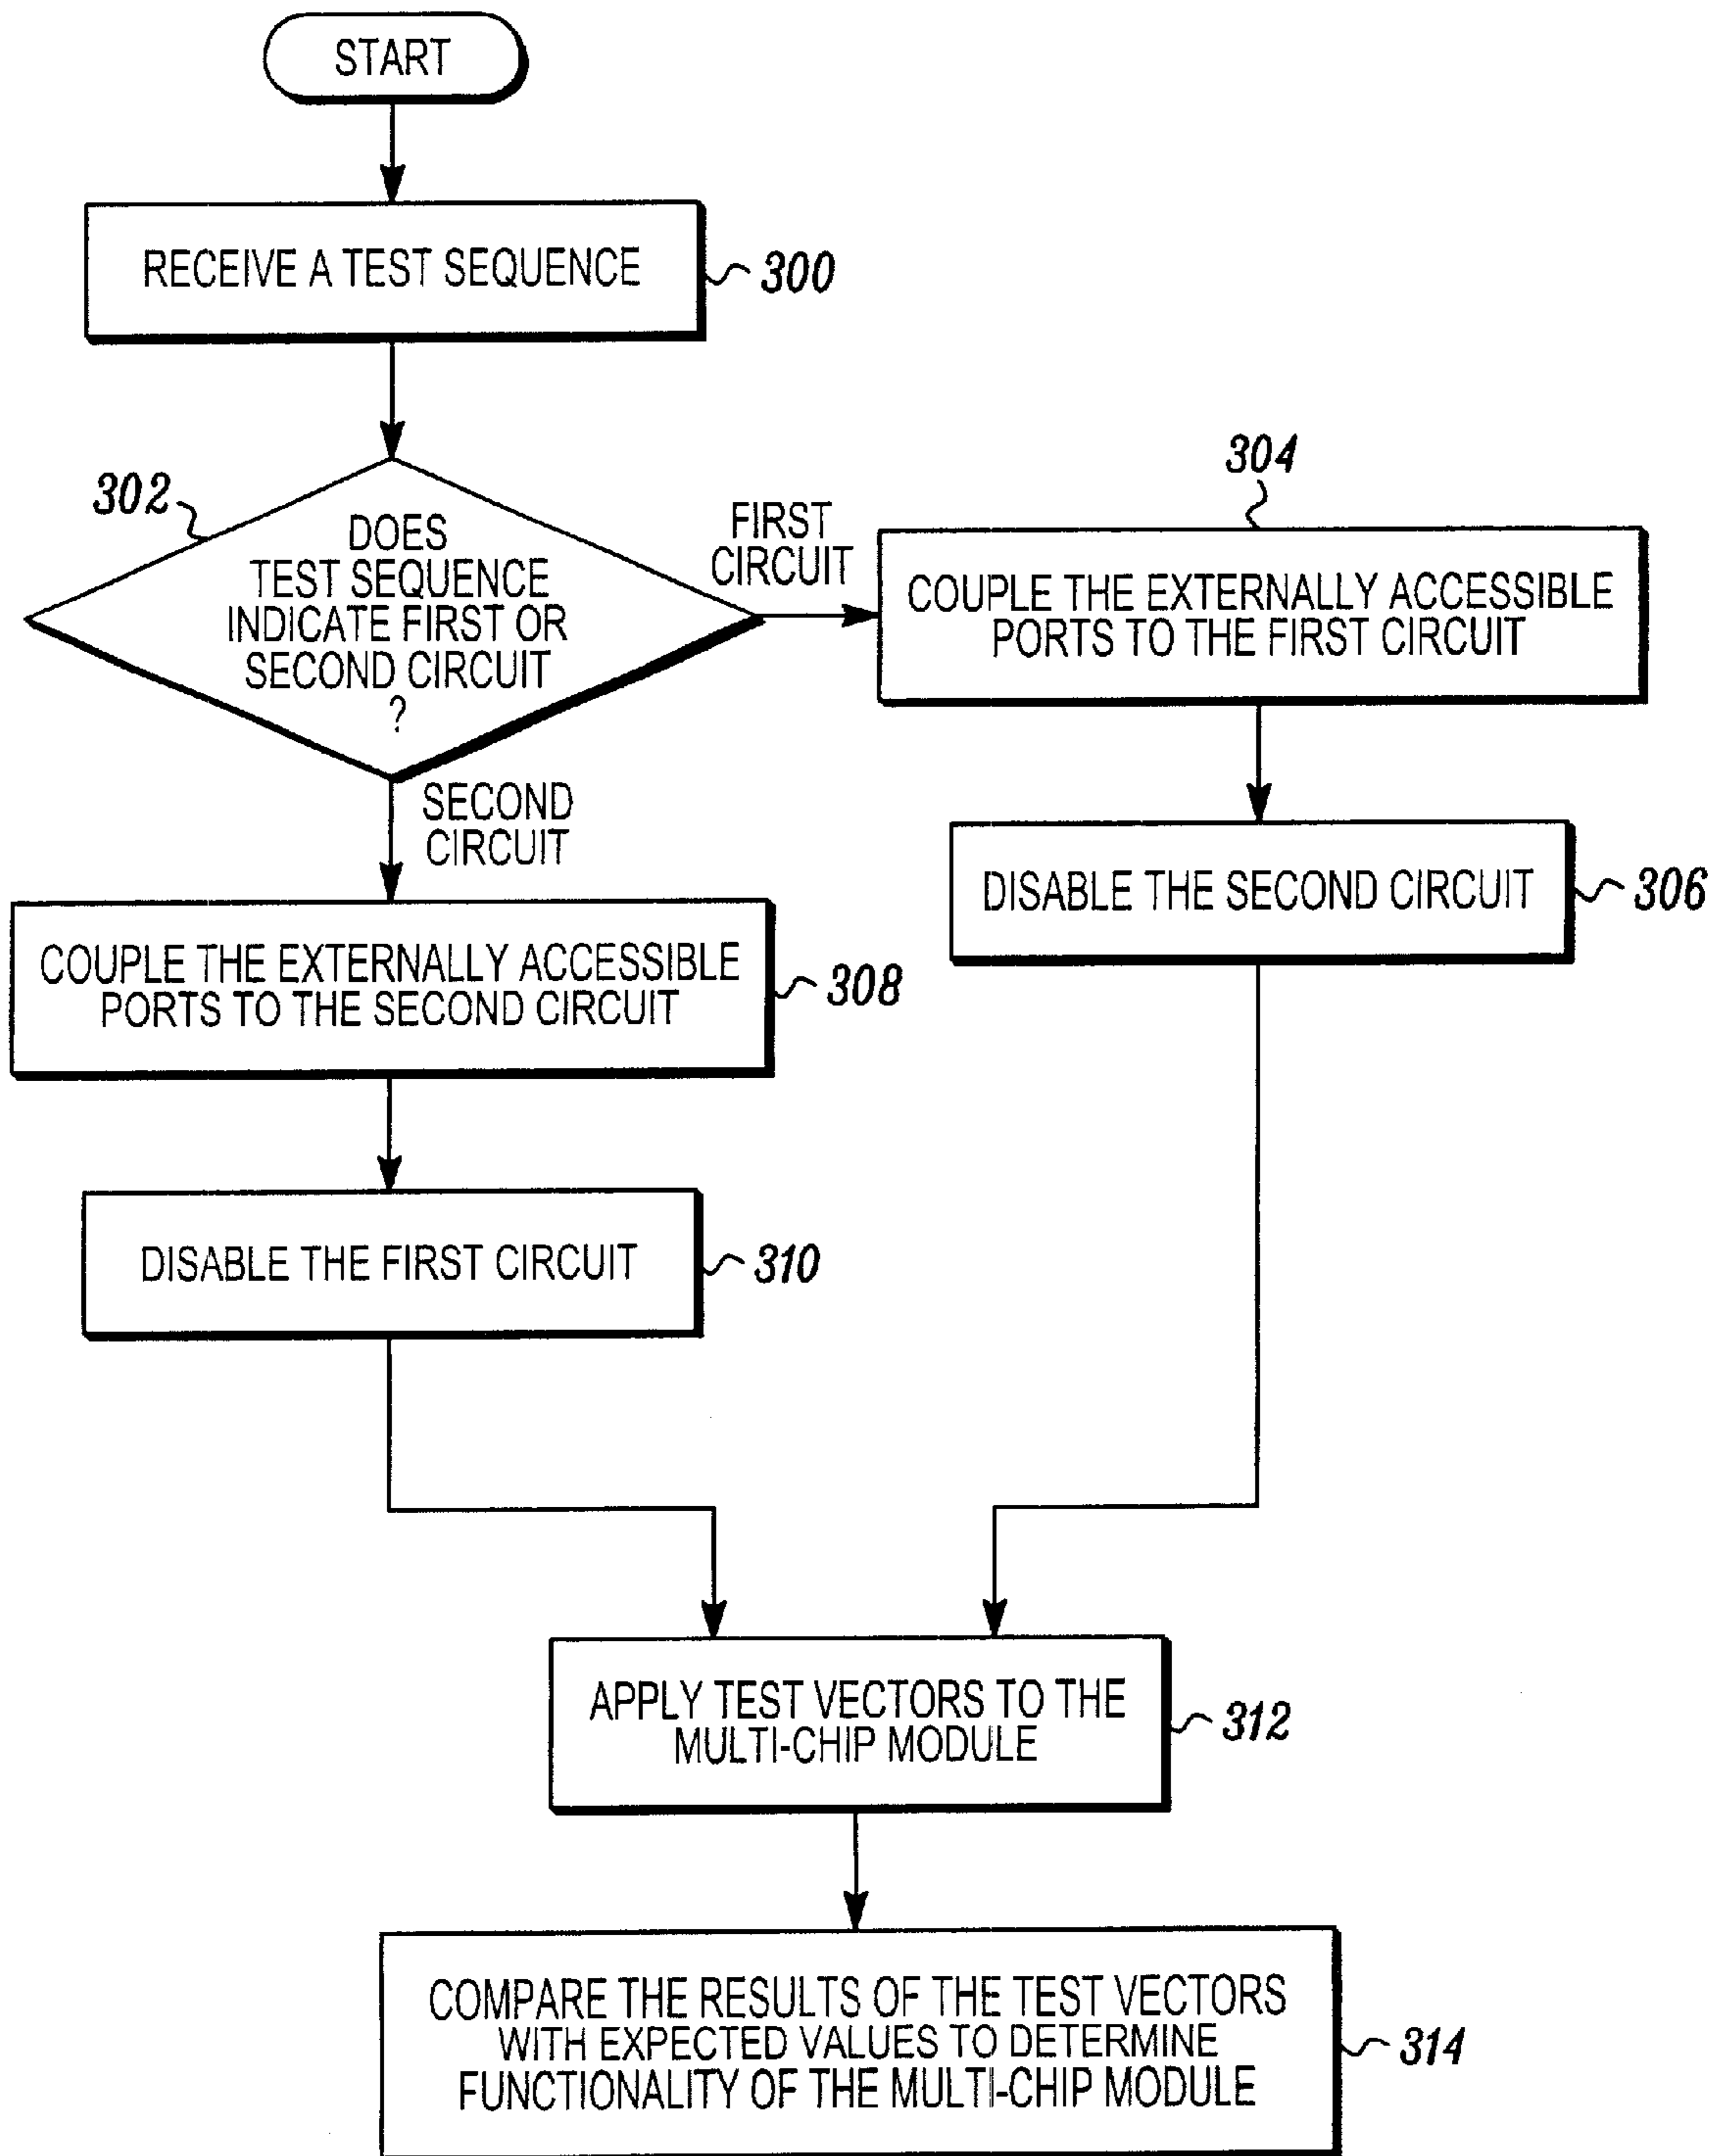 START
RECEIVE A TEST SEQUENCE
300
302
DOES
TEST SEQUENCE
INDICATE FIRST OR
SECOND CIRCUIT
?
FIRST
CIRCUIT
304
COUPLE THE EXTERNALLY ACCESSIBLE
PORTS TO THE FIRST CIRCUIT
DISABLE THE SECOND CIRCUIT
306
SECOND
CIRCUIT
COUPLE THE EXTERNALLY ACCESSIBLE
PORTS TO THE SECOND CIRCUIT
308
DISABLE THE FIRST CIRCUIT
310
APPLY TEST VECTORS TO THE
MULTI-CHIP MODULE
312
COMPARE THE RESULTS OF THE TEST VECTORS
WITH EXPECTED VALUES TO DETERMINE
FUNCTIONALITY OF THE MULTI-CHIP MODULE
314